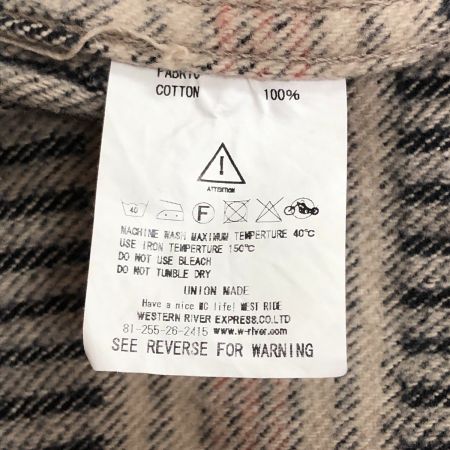 FABRIC
COTTON 100%
!
ATTENTION
40
F
MACHINE WASH MAXIMUM TEMPERTURE 40°C
USE IRON TEMPERTURE 150°C
DO NOT USE BLEACH
DO NOT TUMBLE DRY
UNION MADE
Have a nice MC life! WEST RIDE
WESTERN RIVER EXPRESS.CO.LTD
81-255-26-2415 www.w-river.com
SEE REVERSE FOR WARNING